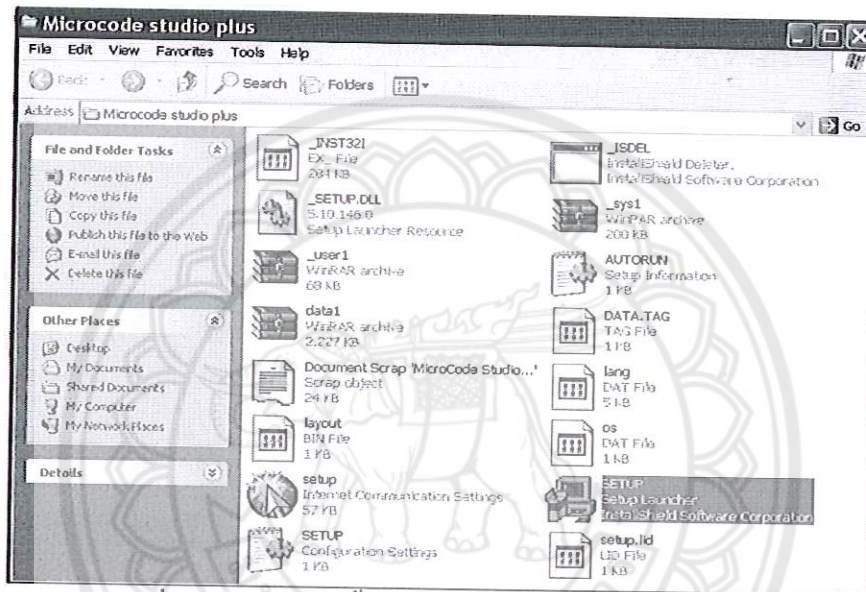 Microcode studio plus
File Edit View Favorites Tools Help
Back Search Folders
Address Microcode studio plus Go
File and Folder Tasks
Rename this file
Move this file
Copy this file
Publish this file to the Web
E-mail this file
Delete this file
Other Places
Desktop
My Documents
Shared Documents
My Computer
My Network Places
Details
_INST32I
EX_ File
284 KB
_ISDEL
InstallShield Deleter.
InstallShield Software Corporation
_SETUP.DLL
5.10.146.0
Setup Launcher Resource
_sys1
WinRAR archive
200 KB
_user1
WinRAR archive
68 KB
AUTORUN
Setup Information
1 KB
data1
WinRAR archive
2,227 KB
DATA.TAG
TAG File
1 KB
Document Scrap 'MicroCode Studio...'
Scrap object
24 KB
lang
DAT File
5 KB
layout
BIN File
1 KB
os
DAT File
1 KB
setup
Internet Communication Settings
57 KB
SETUP
Setup Launcher
InstallShield Software Corporation
SETUP
Configuration Settings
1 KB
setup.lid
LID File
1 KB